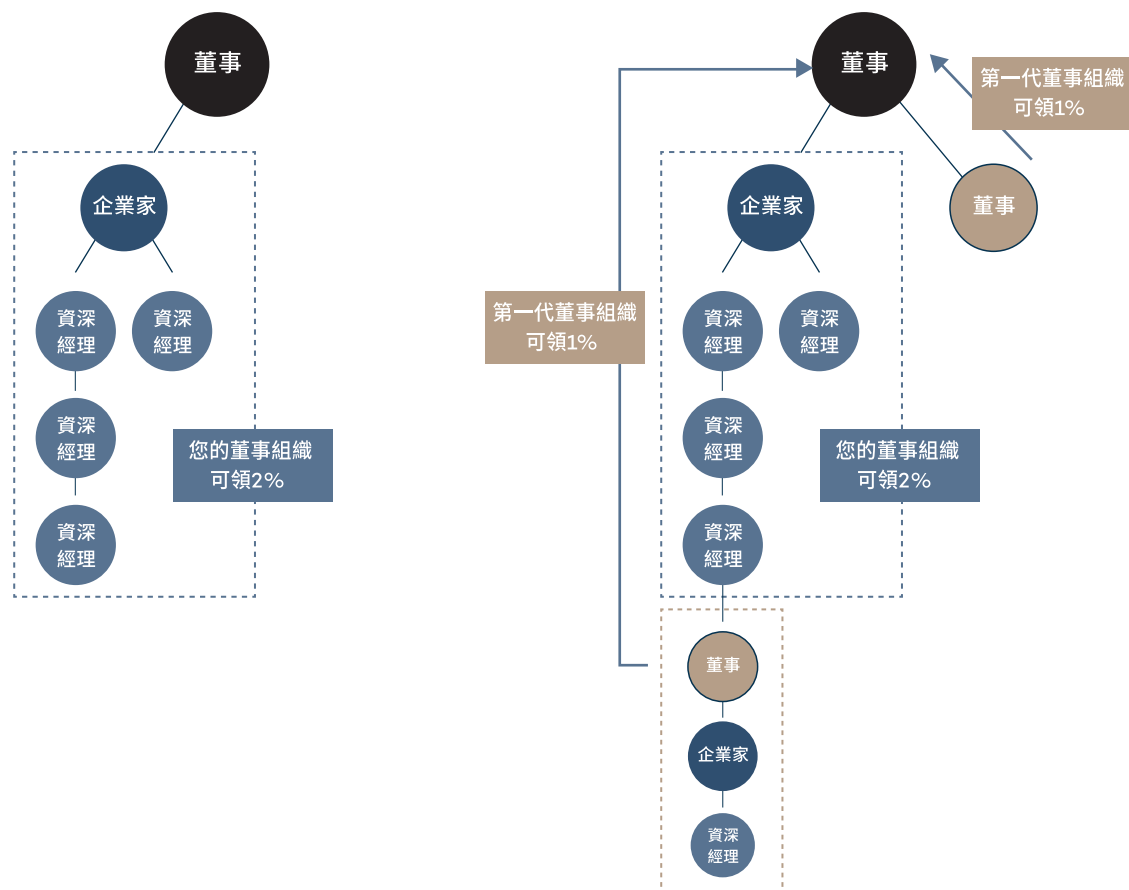 董事
企業家
資深
經理
資深
經理
資深
經理
您的董事組織
可領2%
資深
經理
董事
第一代董事組織
可領1%
企業家
董事
第一代董事組織
可領1%
資深
經理
資深
經理
資深
經理
您的董事組織
可領2%
資深
經理
董事
企業家
資深
經理